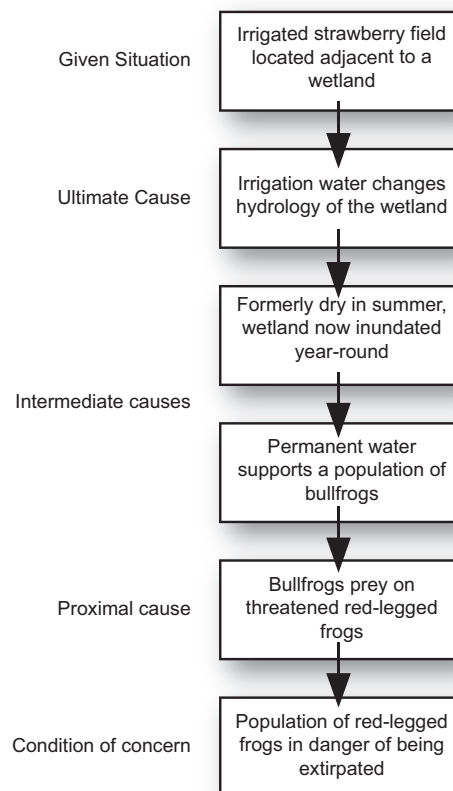 Given Situation
Irrigated strawberry field
located adjacent to a
wetland
Ultimate Cause
Irrigation water changes
hydrology of the wetland
Formerly dry in summer,
wetland now inundated
year-round
Intermediate causes
Permanent water
supports a population of
bullfrogs
Proximal cause
Bullfrogs prey on
threatened red-legged
frogs
Condition of concern
Population of red-legged
frogs in danger of being
extirpated